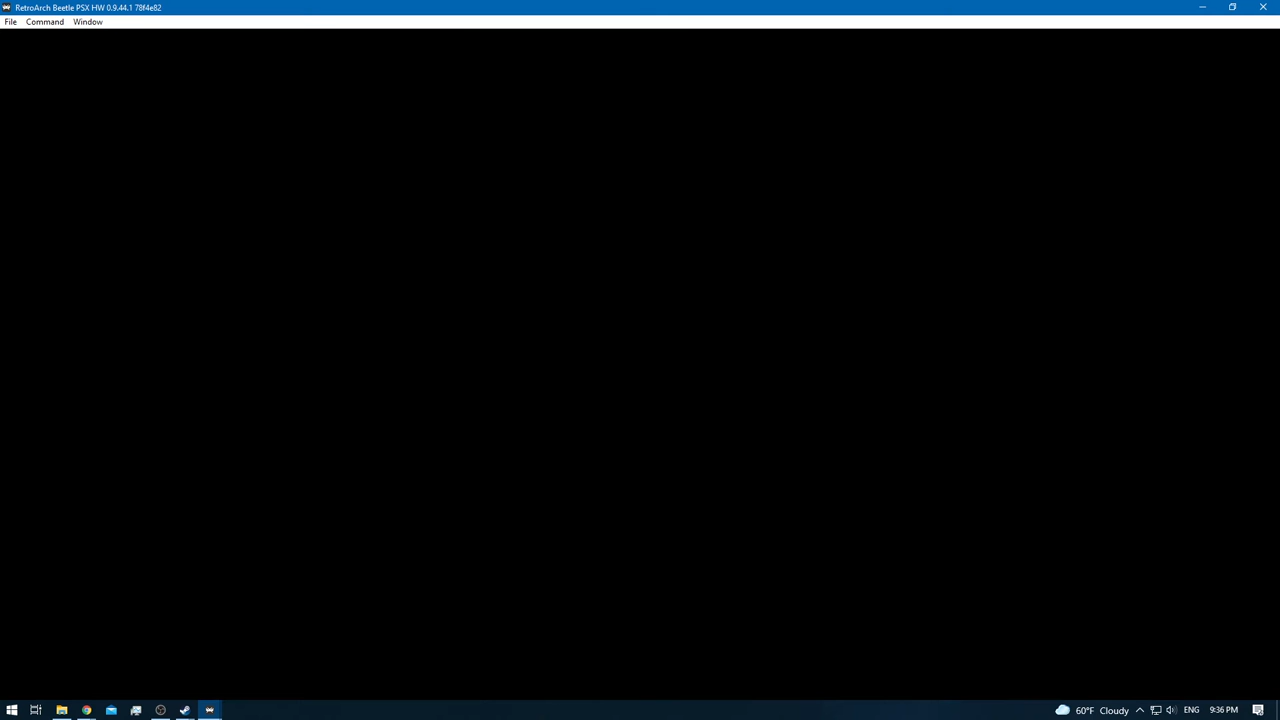 RetroArch Beetle PSX HW 0.9.44.1 78f4e82
File Command Window
60°F Cloudy ENG 9:36 PM